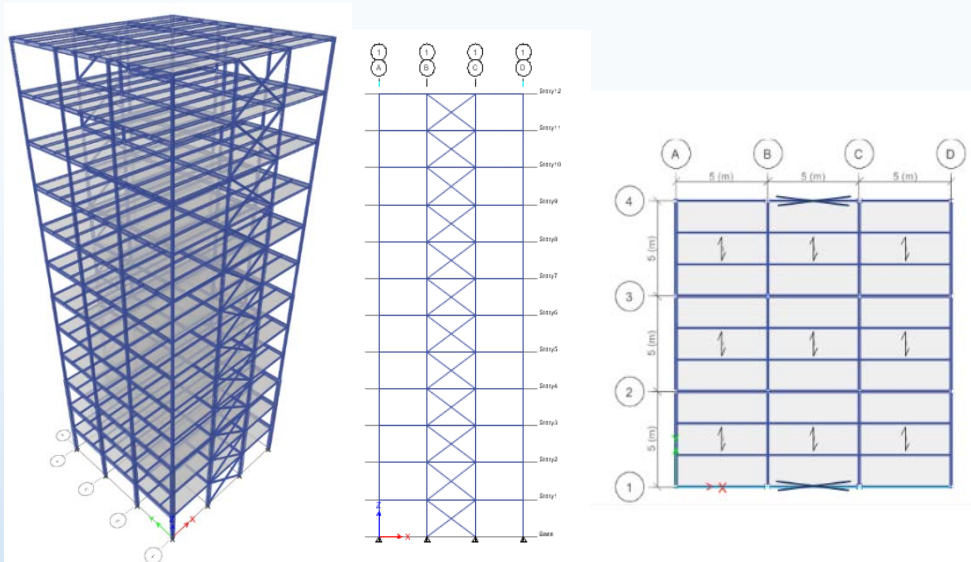 1 1 1 1
A B C D
Story12
Story11
Story10
Story9
Story8
Story7
Story6
Story5
Story4
Story3
Story2
Story1
Base
Z
X
X
A B C D
5 (m) 5 (m) 5 (m)
4
5 (m)
3
5 (m)
2
5 (m)
1
X